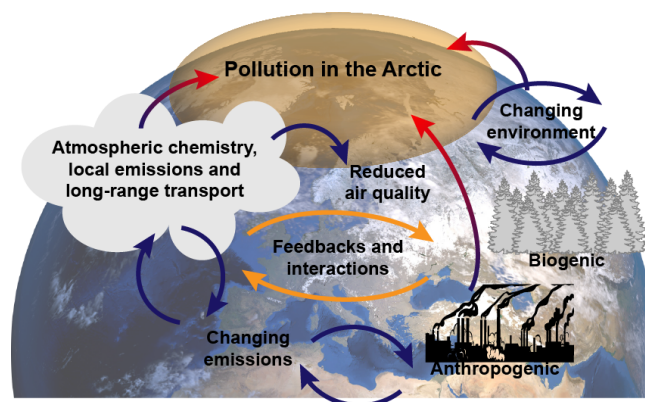 Pollution in the Arctic
Changing
environment
Atmospheric chemistry,
local emissions and
long-range transport
Reduced
air quality
Feedbacks and
interactions
Biogenic
Changing
emissions
Anthropogenic